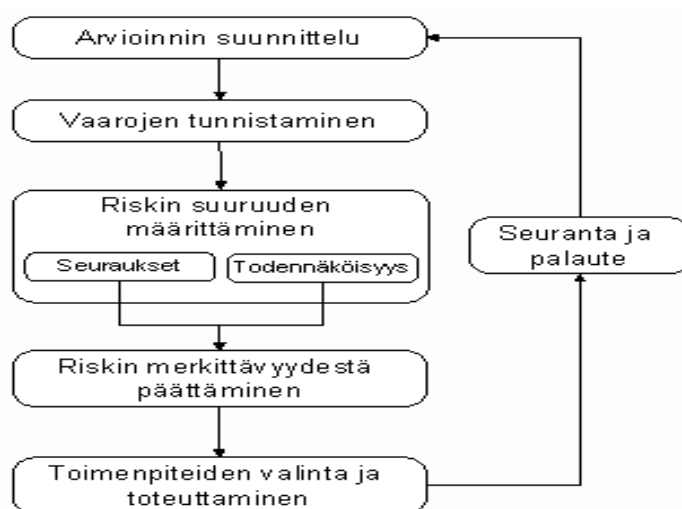 Arvioinnin suunnittelu
Vaarojen tunnistaminen
Riskin suuruuden
määrittäminen
Seuraukset
Todennäköisyys
Riskin merkittävyydestä
päättäminen
Toimenpiteiden valinta ja
toteuttaminen
Seuranta ja
palaute